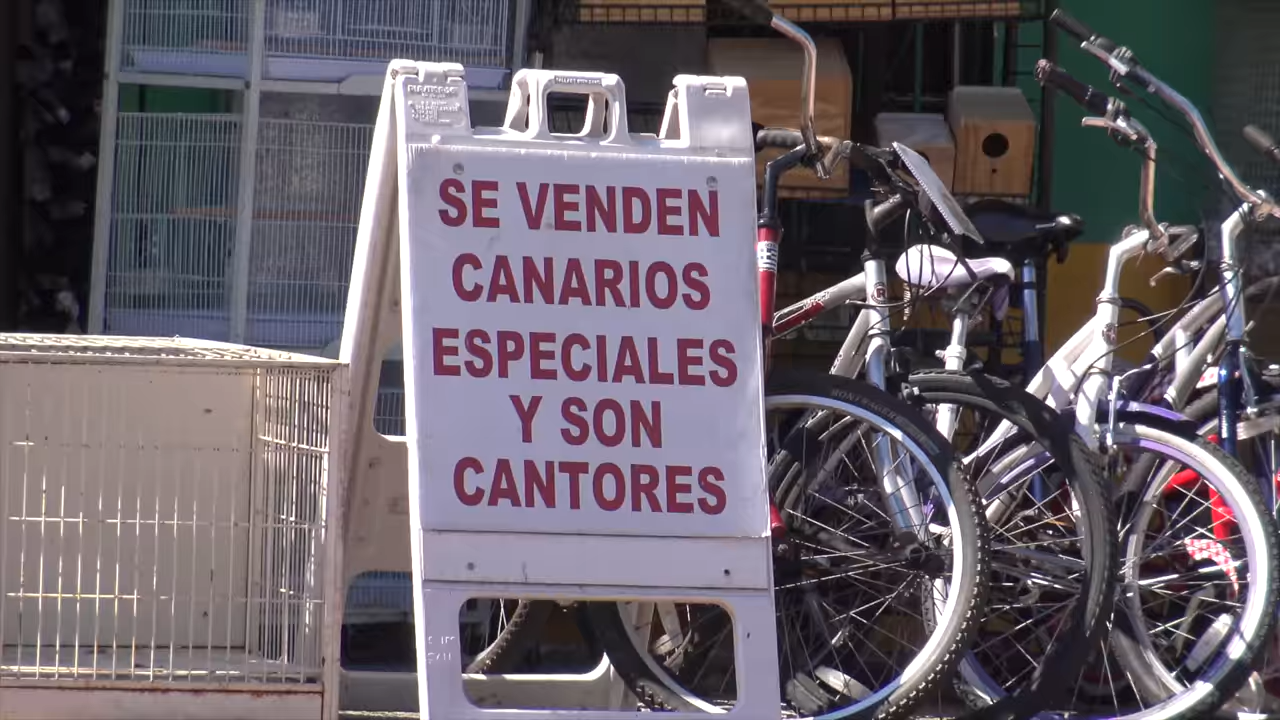 SE VENDEN
CANARIOS
ESPECIALES
Y SON
CANTORES